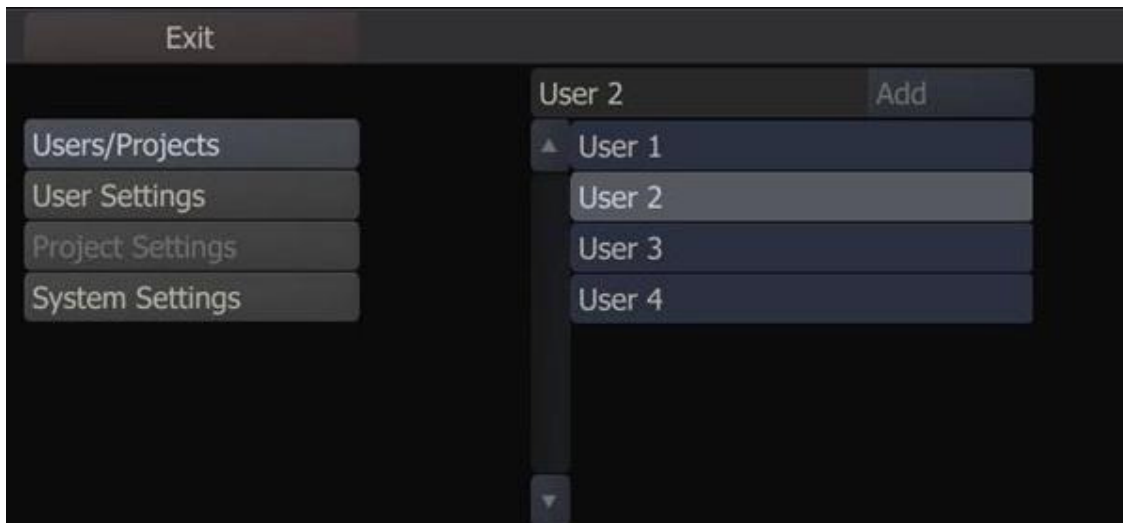 Exit
User 2 Add
Users/Projects
User Settings
Project Settings
System Settings
User 1
User 2
User 3
User 4